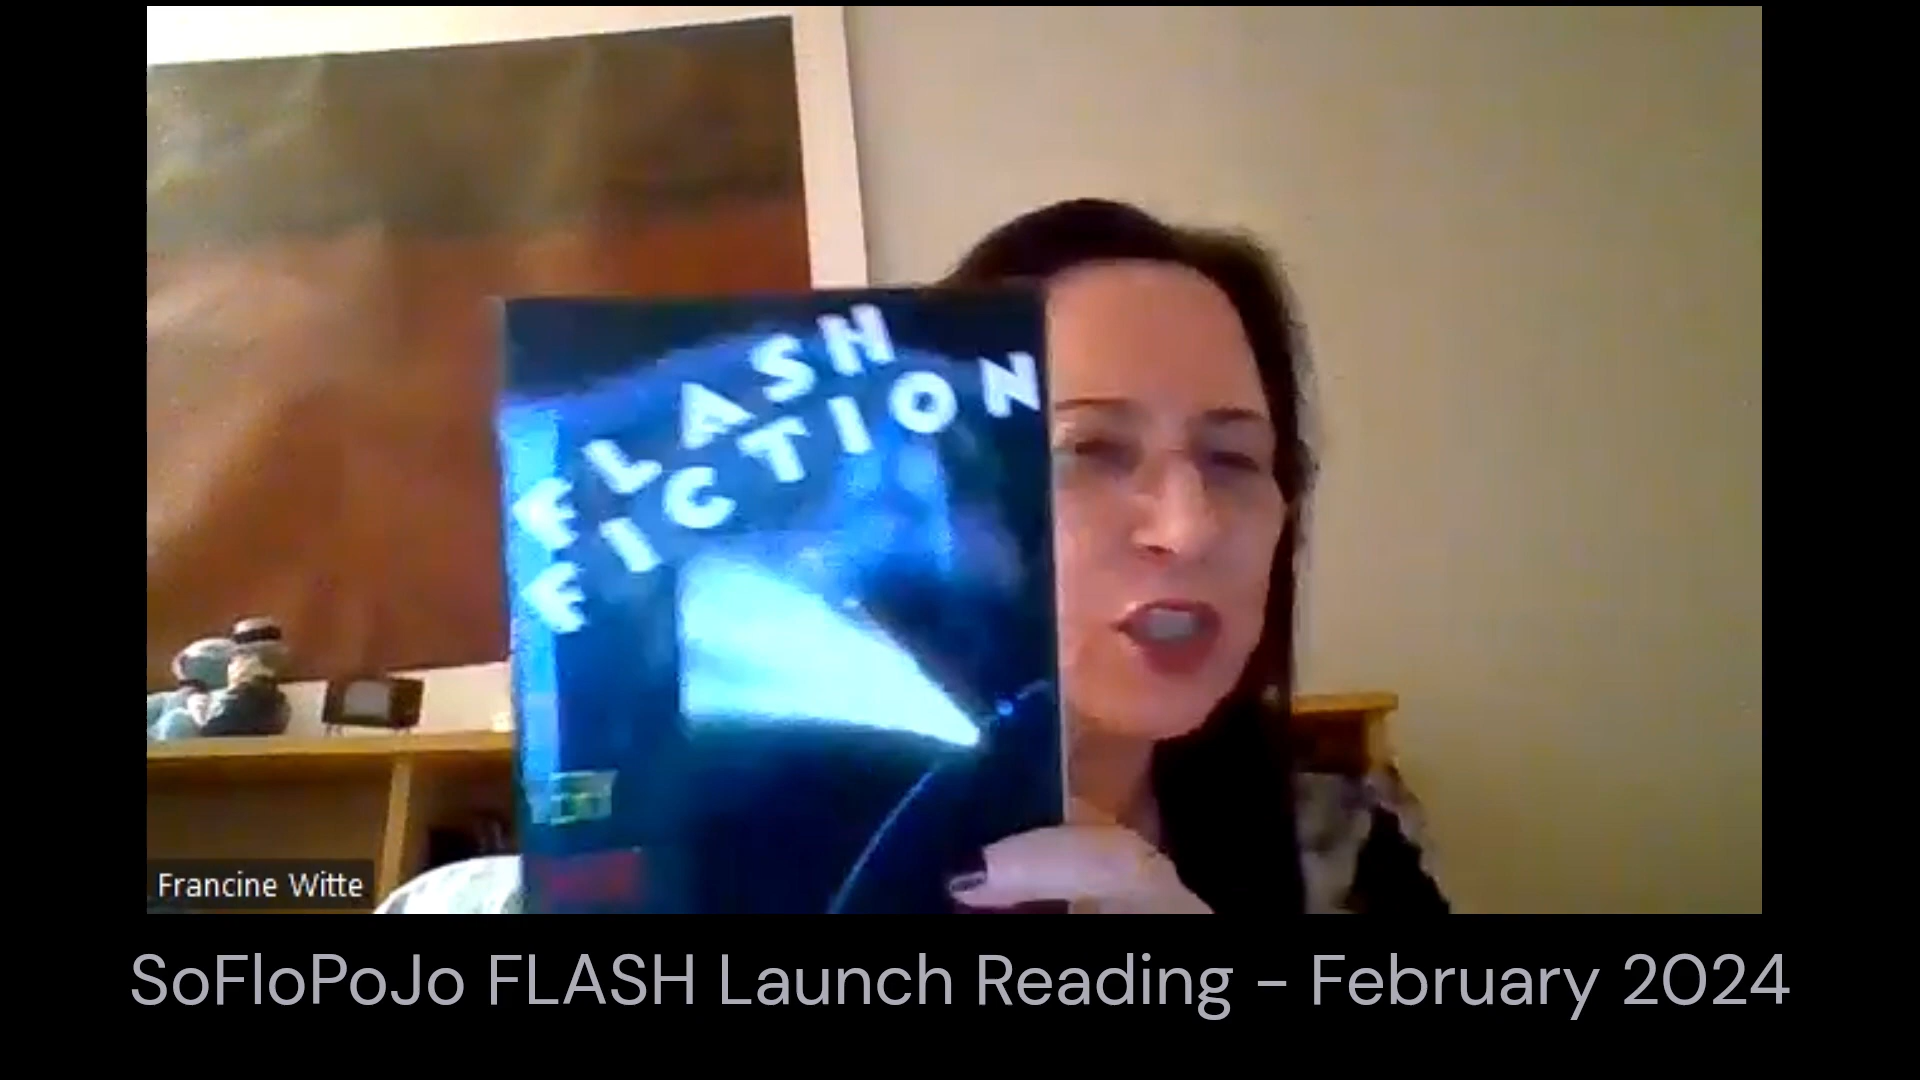 FLASH
FICTION
Francine Witte
SoFloPoJo FLASH Launch Reading - February 2024